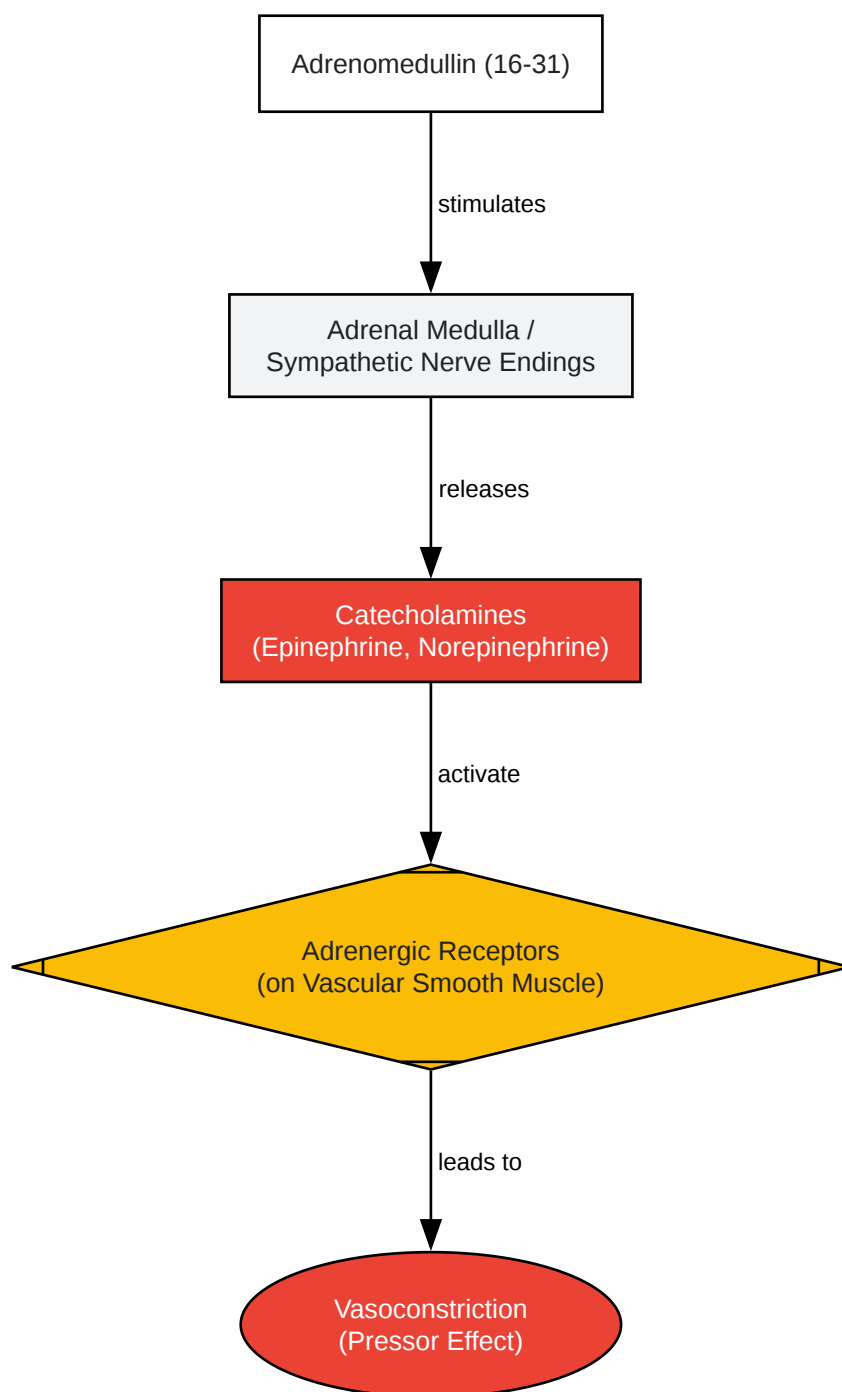 Adrenomedullin (16-31)
stimulates
Adrenal Medulla /
Sympathetic Nerve Endings
releases
Catecholamines
(Epinephrine, Norepinephrine)
activate
Adrenergic Receptors
(on Vascular Smooth Muscle)
leads to
Vasoconstriction
(Pressor Effect)